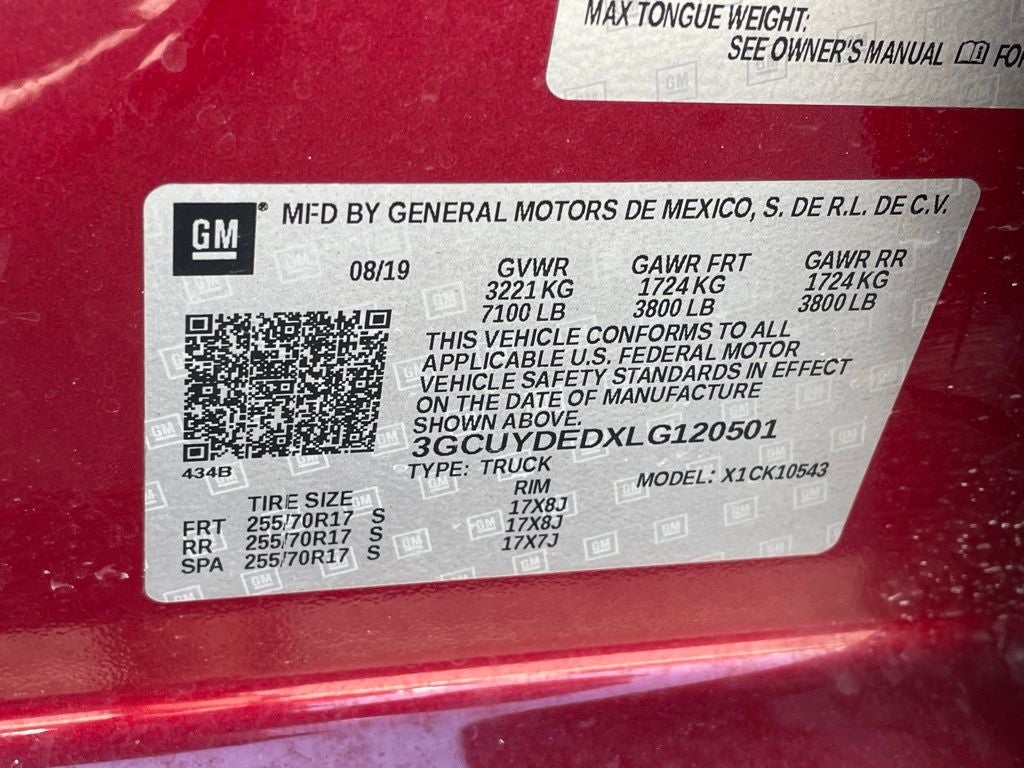 MAX TONGUE WEIGHT:
SEE OWNER'S MANUAL FOR
GM® MFD BY GENERAL MOTORS DE MEXICO, S. DE R.L. DE C.V.
08/19 GVWR GAWR FRT GAWR RR
3221 KG 1724 KG 1724 KG
7100 LB 3800 LB 3800 LB
THIS VEHICLE CONFORMS TO ALL
APPLICABLE U.S. FEDERAL MOTOR
VEHICLE SAFETY STANDARDS IN EFFECT
ON THE DATE OF MANUFACTURE
SHOWN ABOVE.
3GCUYDEDXLG120501
434B TYPE: TRUCK MODEL: X1CK10543
TIRE SIZE RIM
FRT 255/70R17 S 17X8J
RR 255/70R17 S 17X8J
SPA 255/70R17 S 17X7J